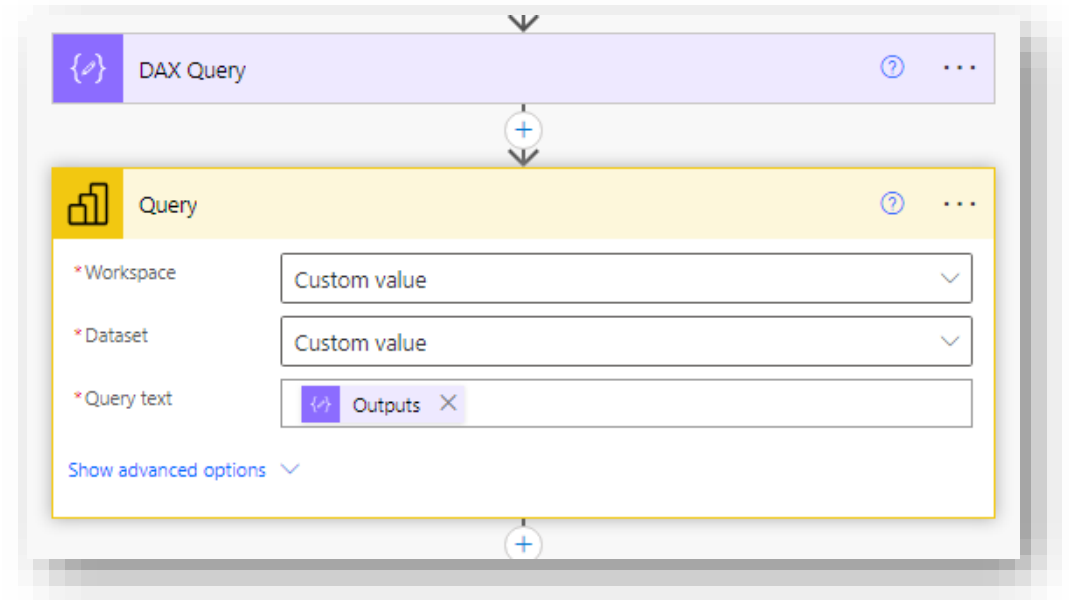 DAX Query
Query
*Workspace
Custom value
*Dataset
Custom value
*Query text
Outputs
Show advanced options